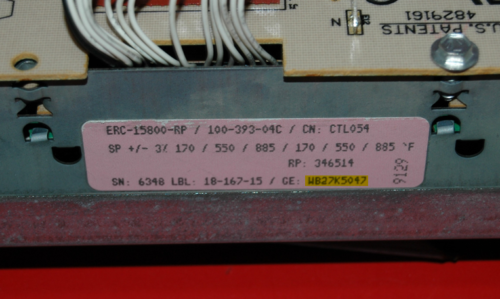 U.S. PATENTS
4829161
N
ERC-15800-RP / 100-393-04C / CN: CTL054
SP +/- 3% 170 / 550 / 885 / 170 / 550 / 885 °F
RP: 346514
SN: 6348 LBL: 18-167-15 / GE: WB27K5047
9129